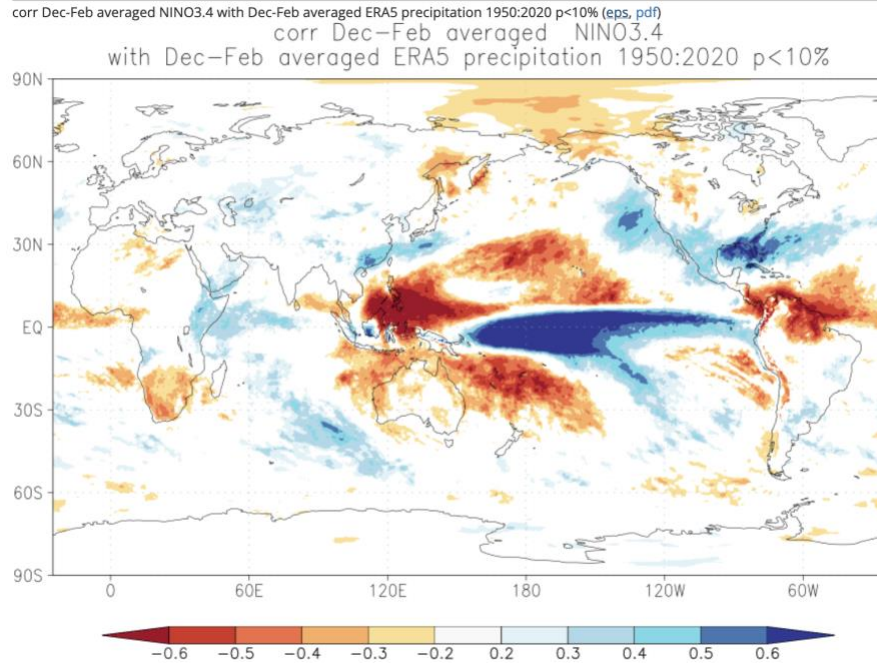 corr Dec-Feb averaged NINO3.4 with Dec-Feb averaged ERA5 precipitation 1950:2020 p<10% (eps, pdf)
corr Dec-Feb averaged NINO3.4
with Dec-Feb averaged ERA5 precipitation 1950:2020 p<10%
90N
60N
30N
EQ
30S
60S
90S
0 60E 120E 180 120W 60W
-0.6 -0.5 -0.4 -0.3 0.2 0.3 0.4 0.5 0.6